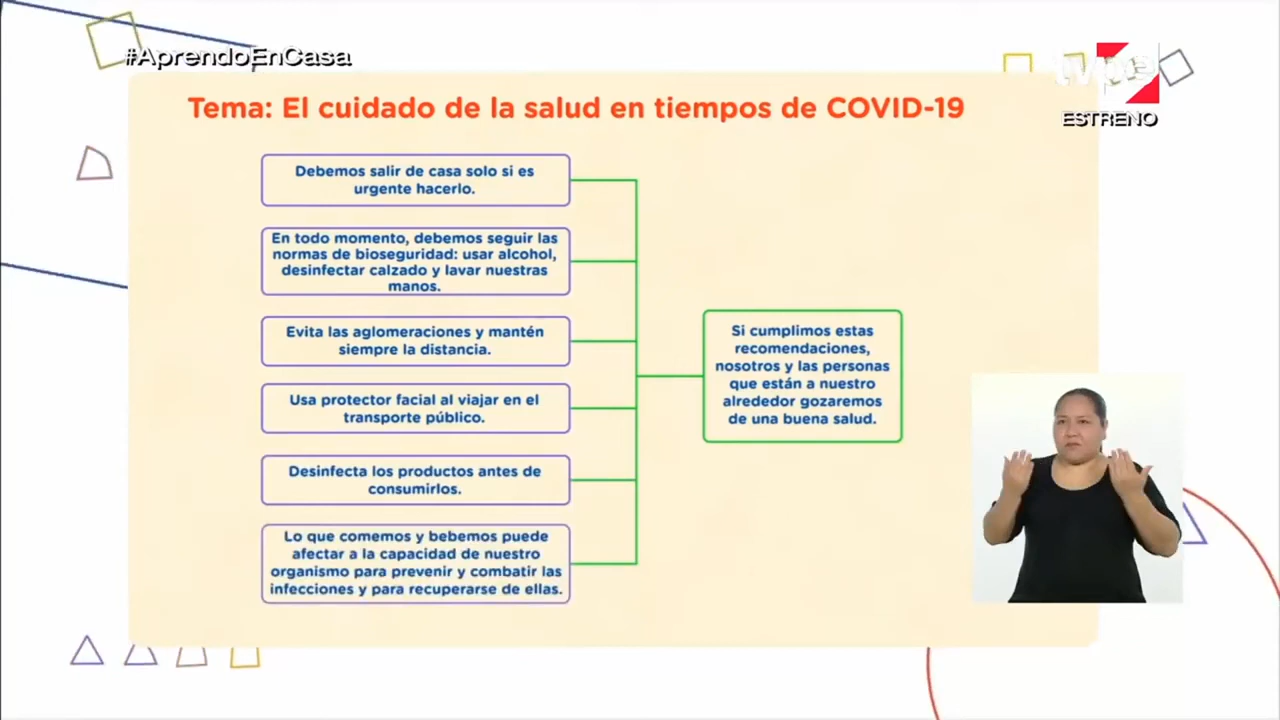 #AprendoEnCasa
tvpe
ESTRENO
Tema: El cuidado de la salud en tiempos de COVID-19
Debemos salir de casa solo si es
urgente hacerlo.
En todo momento, debemos seguir las
normas de bioseguridad: usar alcohol,
desinfectar calzado y lavar nuestras
manos.
Evita las aglomeraciones y mantén
siempre la distancia.
Usa protector facial al viajar en el
transporte público.
Desinfecta los productos antes de
consumirlos.
Lo que comemos y bebemos puede
afectar a la capacidad de nuestro
organismo para prevenir y combatir las
infecciones y para recuperarse de ellas.
Si cumplimos estas
recomendaciones,
nosotros y las personas
que están a nuestro
alrededor gozaremos
de una buena salud.